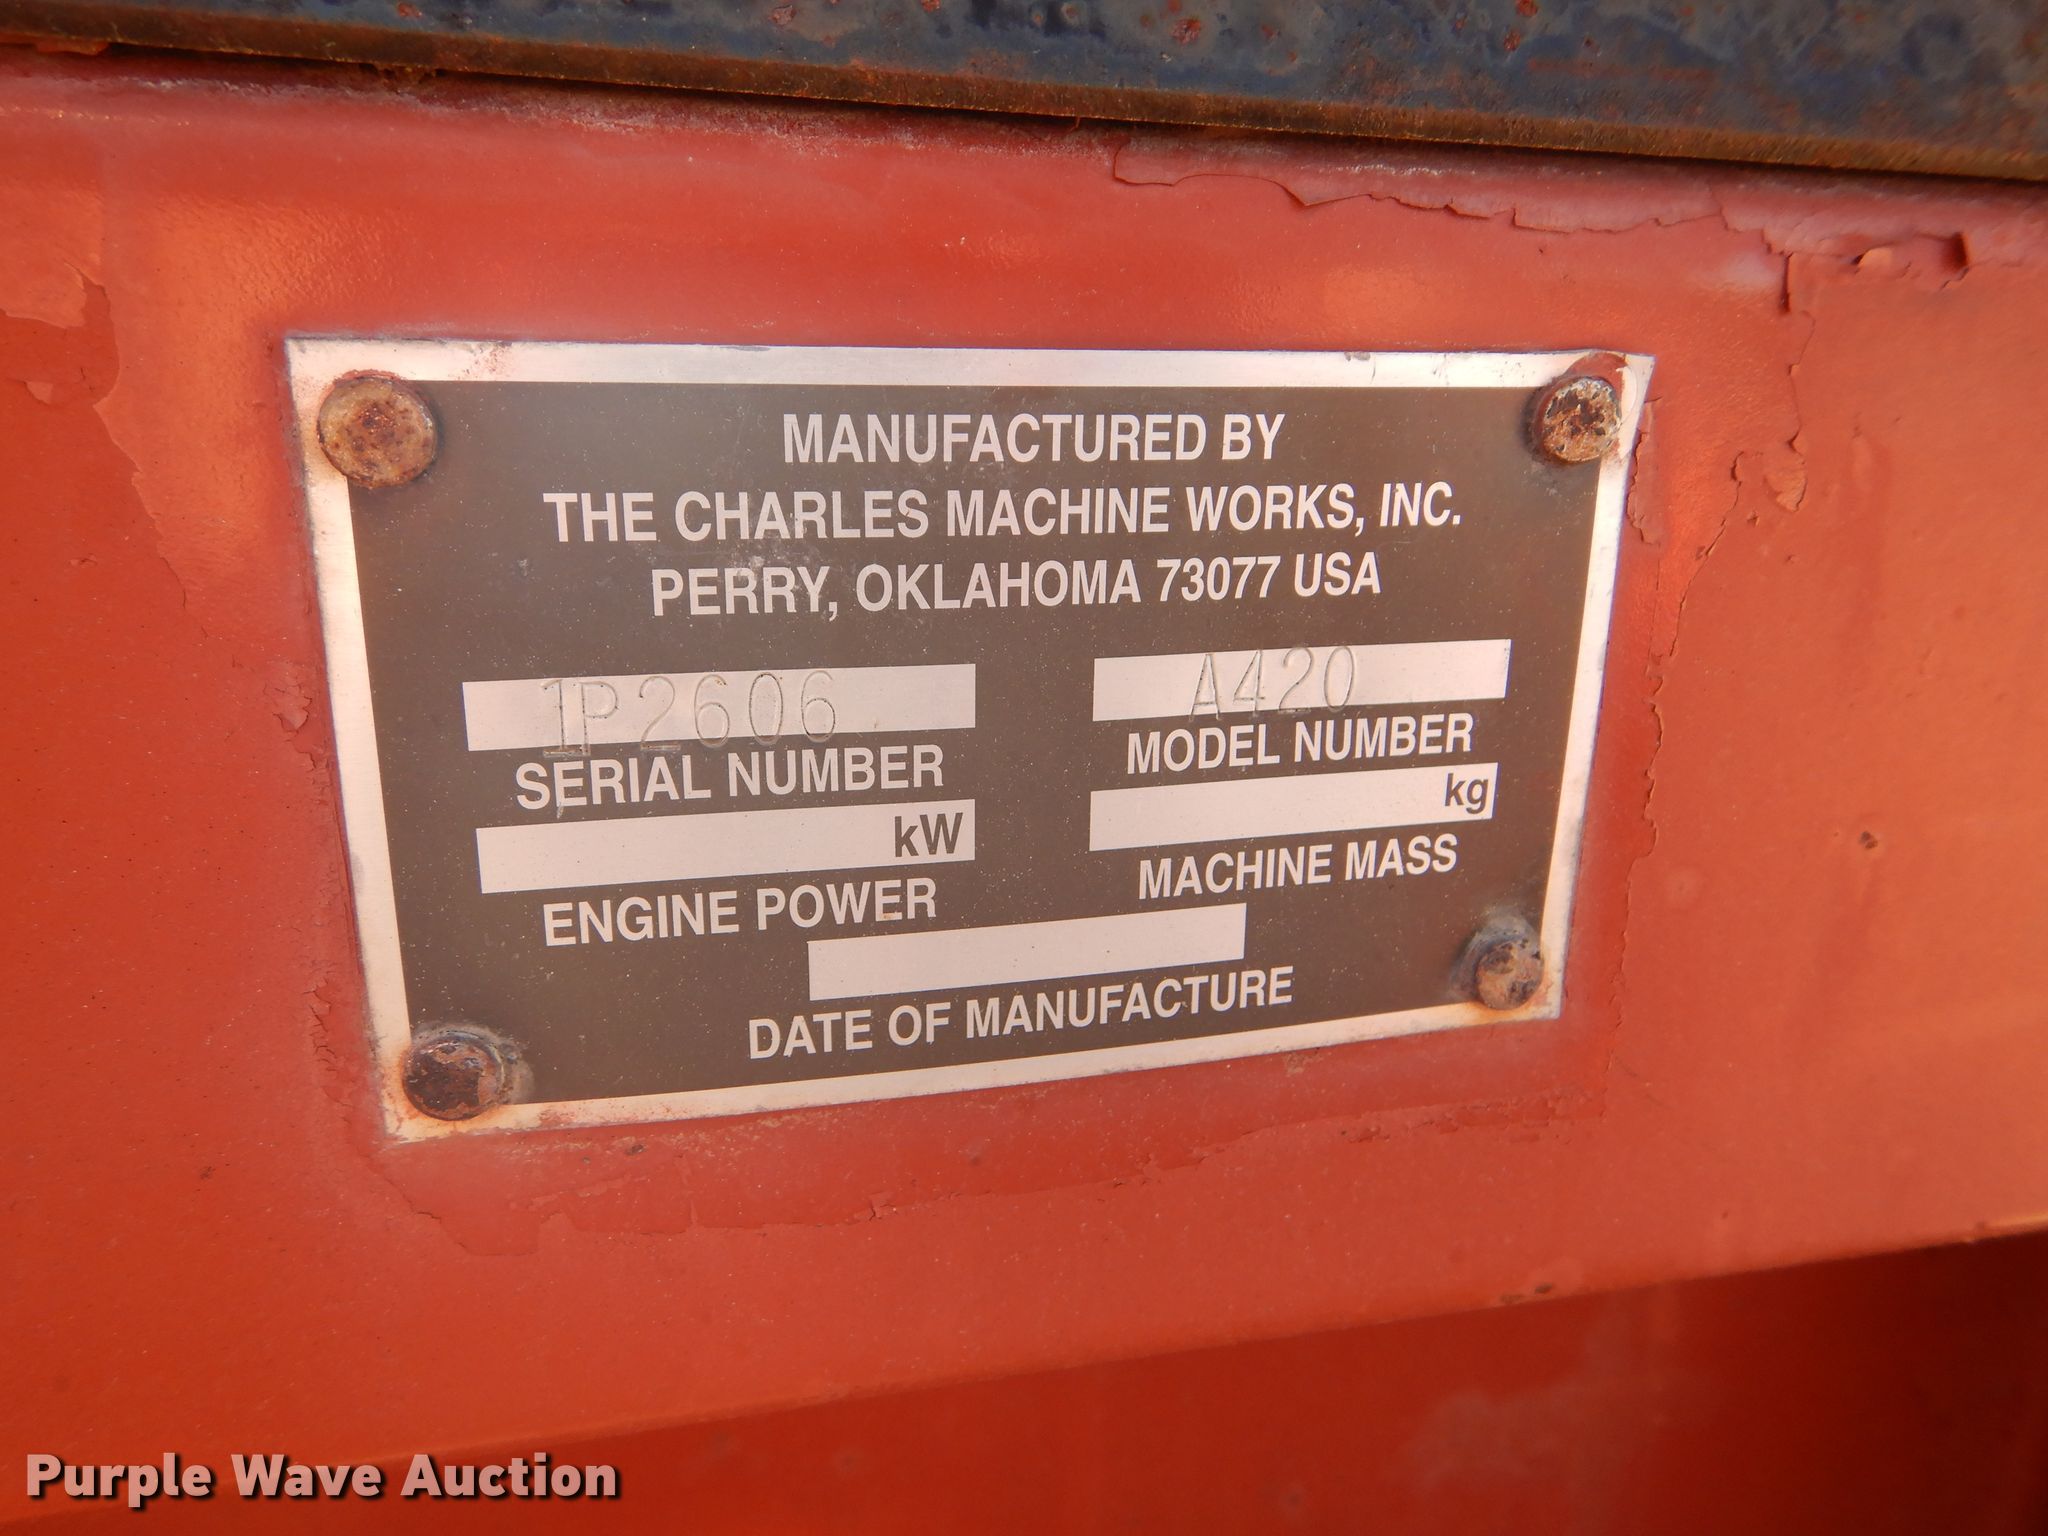 MANUFACTURED BY
THE CHARLES MACHINE WORKS, INC.
PERRY, OKLAHOMA 73077 USA
1P2606 A420
SERIAL NUMBER MODEL NUMBER
kW kg
ENGINE POWER MACHINE MASS
DATE OF MANUFACTURE
Purple Wave Auction